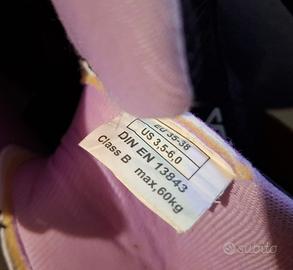 EU 35-38
US 3,5-6,0
DIN EN 13843
Class B max,60kg
subito